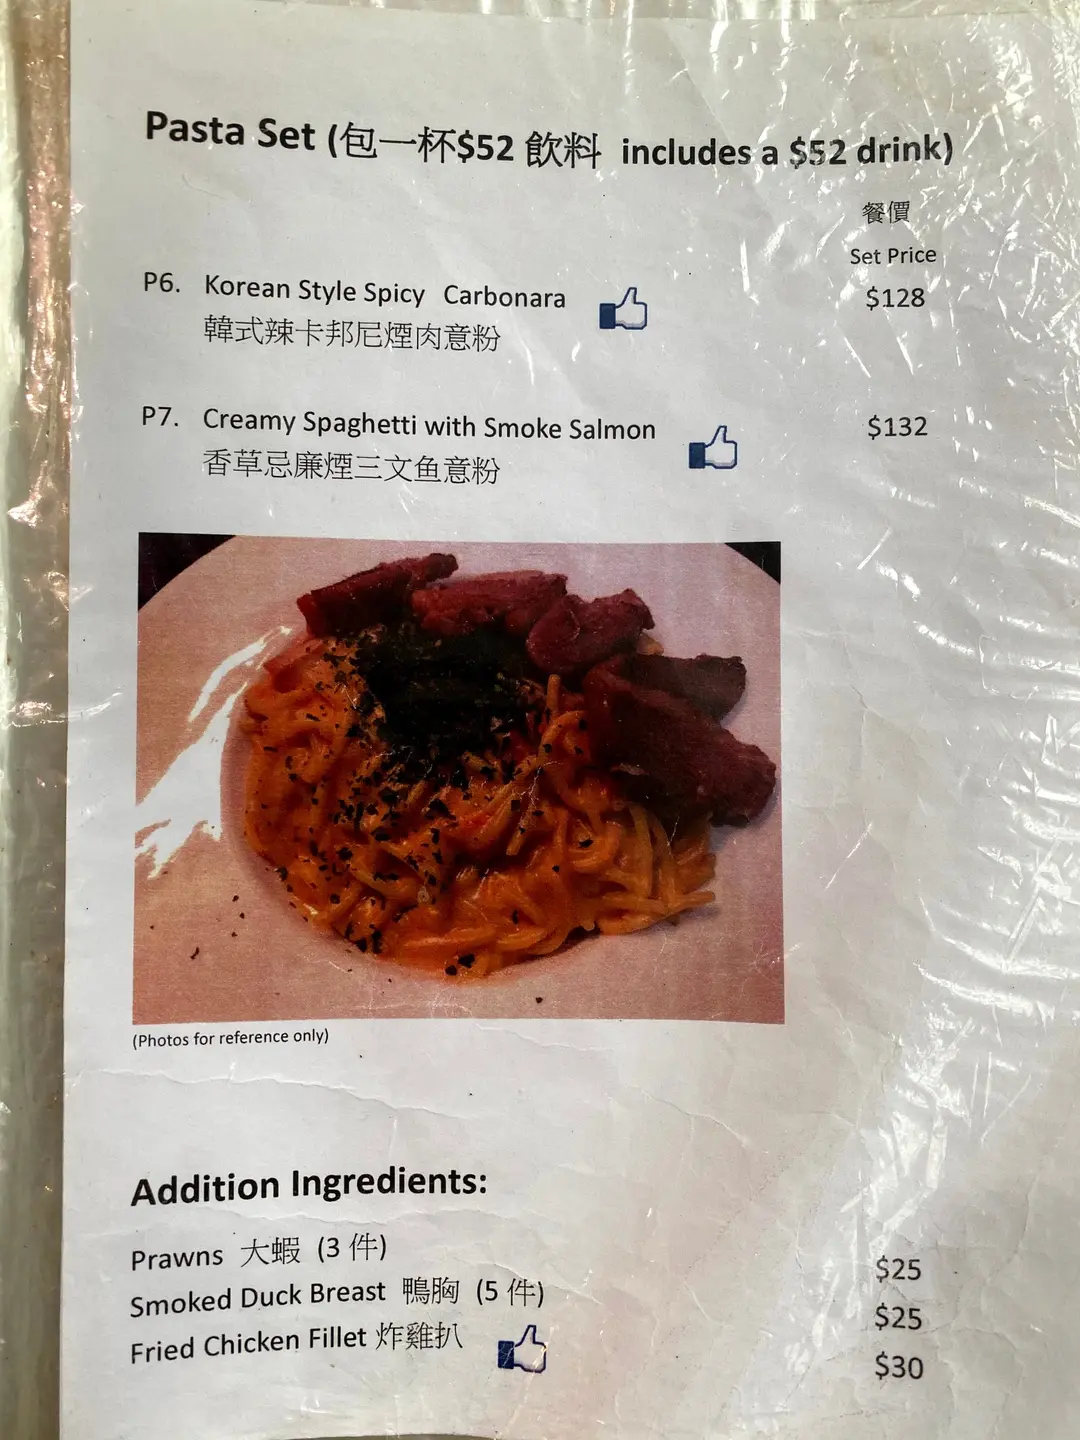 Pasta Set (包一杯$52 飲料 includes a $52 drink)
餐價
Set Price
P6. Korean Style Spicy Carbonara $128
韓式辣卡邦尼煙肉意粉
P7. Creamy Spaghetti with Smoke Salmon $132
香草忌廉煙三文鱼意粉
(Photos for reference only)
Addition Ingredients:
Prawns 大蝦 (3 件) $25
Smoked Duck Breast 鴨胸 (5 件) $25
Fried Chicken Fillet 炸雞扒 $30